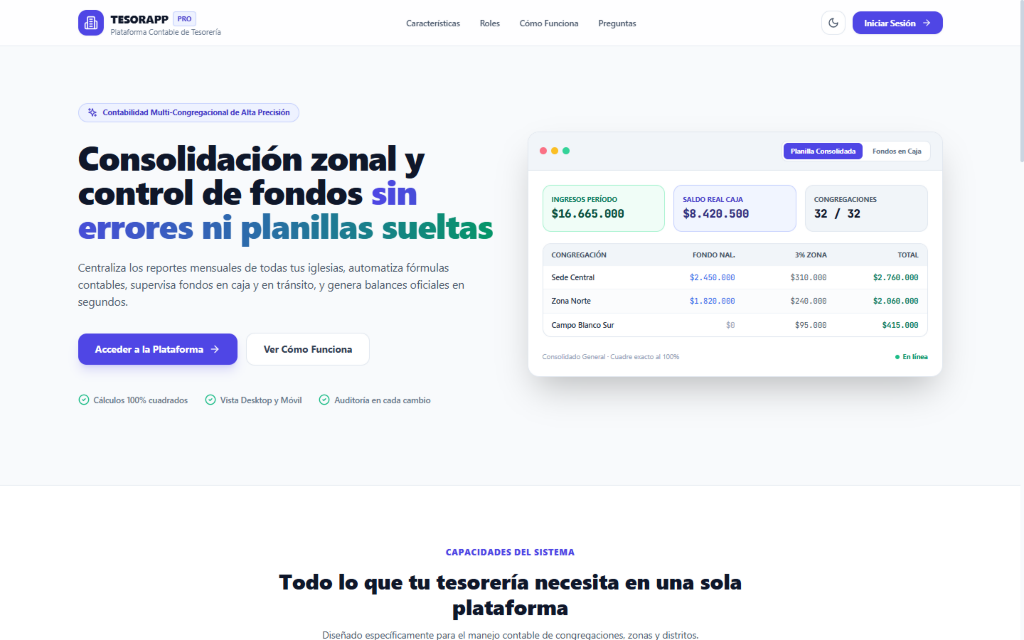 TESORAPP PRO
Plataforma Contable de Tesorería
Características Roles Cómo Funciona Preguntas
Iniciar Sesión →
Contabilidad Multi-Congregacional de Alta Precisión
Consolidación zonal y
control de fondos sin
errores ni planillas sueltas
Centraliza los reportes mensuales de todas tus iglesias, automatiza fórmulas
contables, supervisa fondos en caja y en tránsito, y genera balances oficiales en
segundos.
Acceder a la Plataforma →
Ver Cómo Funciona
Cálculos 100% cuadrados Vista Desktop y Móvil Auditoría en cada cambio
Planilla Consolidada Fondos en Caja
INGRESOS PERÍODO
$16.665.000
SALDO REAL CAJA
$8.420.500
CONGREGACIONES
32 / 32
CONGREGACIÓN FONDO NAL. 3% ZONA TOTAL
Sede Central $2.450.000 $310.000 $2.760.000
Zona Norte $1.820.000 $240.000 $2.060.000
Campo Blanco Sur $0 $95.000 $415.000
Consolidado General · Cuadre exacto al 100% En línea
CAPACIDADES DEL SISTEMA
Todo lo que tu tesorería necesita en una sola
plataforma
Diseñado específicamente para el manejo contable de congregaciones, zonas y distritos.